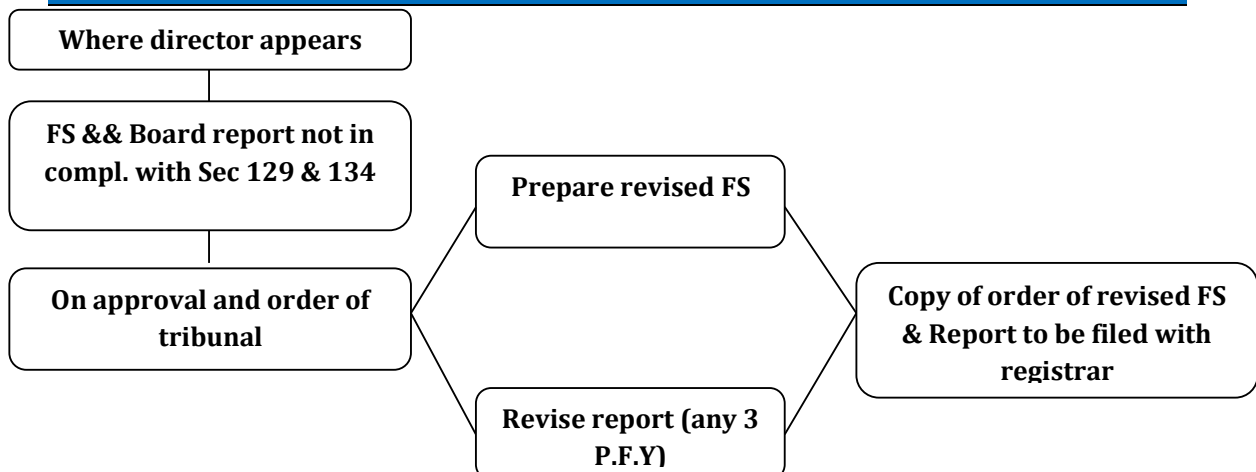 Where director appears
FS && Board report not in
compl. with Sec 129 & 134
On approval and order of
tribunal
Prepare revised FS
Revise report (any 3
P.F.Y)
Copy of order of revised FS
& Report to be filed with
registrar